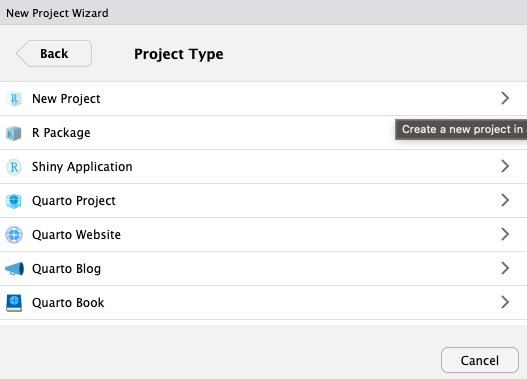 New Project Wizard
Back
Project Type
New Project
R Package
Create a new project in
Shiny Application
Quarto Project
Quarto Website
Quarto Blog
Quarto Book
Cancel